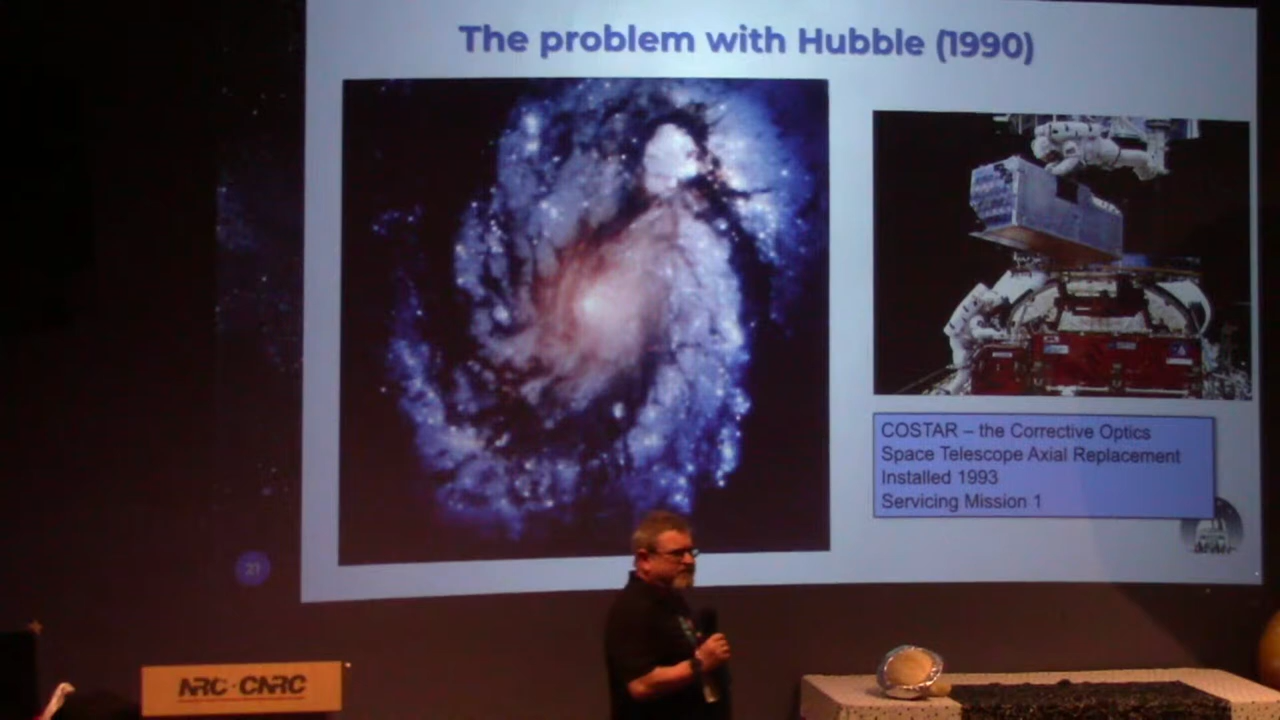 The problem with Hubble (1990)
COSTAR – the Corrective Optics
Space Telescope Axial Replacement
Installed 1993
Servicing Mission 1
21
NRC·CNRC